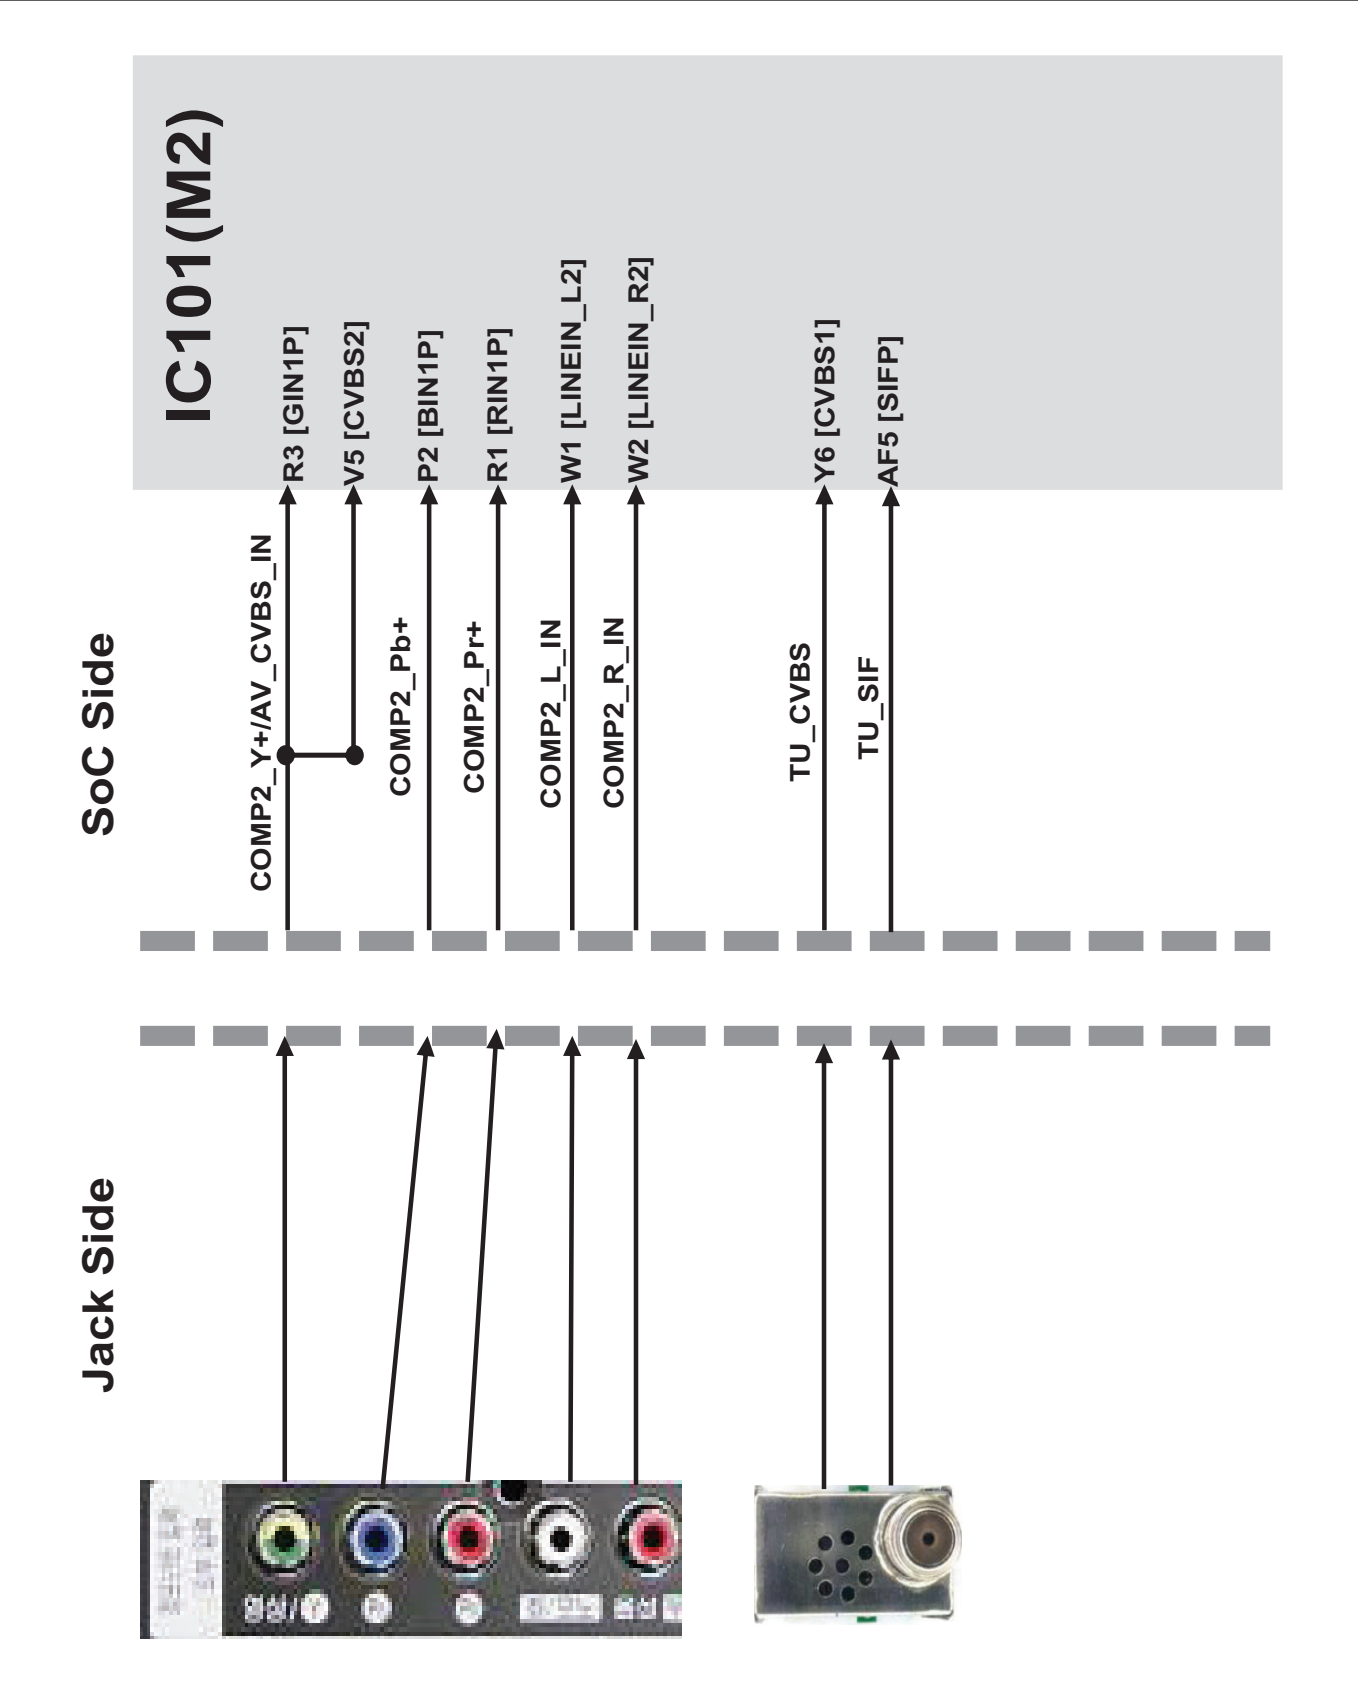 IC101(M2)
R3 [GIN1P]
V5 [CVBS2]
P2 [BIN1P]
R1 [RIN1P]
W1 [LINEIN_L2]
W2 [LINEIN_R2]
Y6 [CVBS1]
AF5 [SIFP]
SoC Side
COMP2_Y+/AV_CVBS_IN
COMP2_Pb+
COMP2_Pr+
COMP2_L_IN
COMP2_R_IN
TU_CVBS
TU_SIF
Jack Side